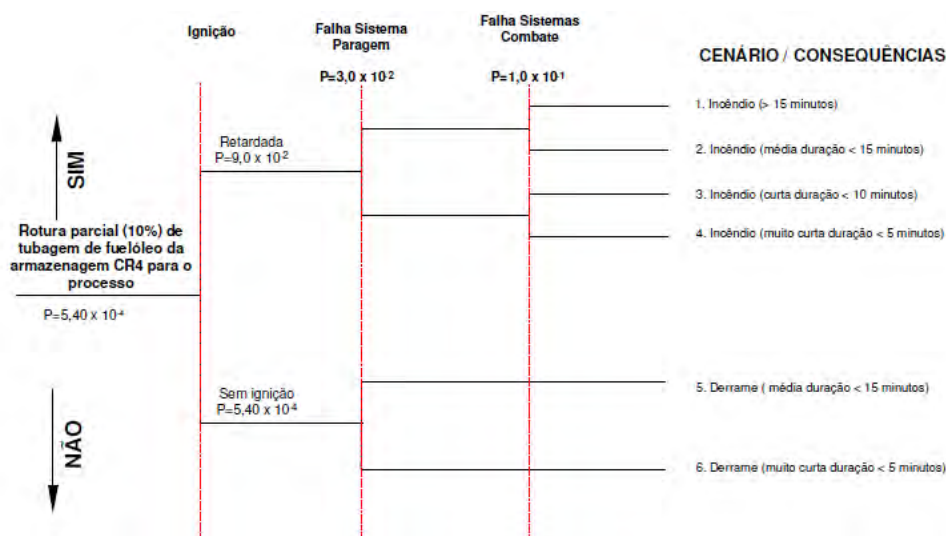 Ignição
Falha Sistema
Paragem
P=3,0 x 10-2
Falha Sistemas
Combate
P=1,0 x 10-1
CENÁRIO / CONSEQUÊNCIAS
SIM
Retardada
P=9,0 x 10-2
1. Incêndio (> 15 minutos)
2. Incêndio (média duração < 15 minutos)
3. Incêndio (curta duração < 10 minutos)
4. Incêndio (muito curta duração < 5 minutos)
Rotura parcial (10%) de
tubagem de fuelóleo da
armazenagem CR4 para o
processo
P=5,40 x 10-4
NÃO
Sem ignição
P=5,40 x 10-4
5. Derrame ( média duração < 15 minutos)
6. Derrame (muito curta duração < 5 minutos)